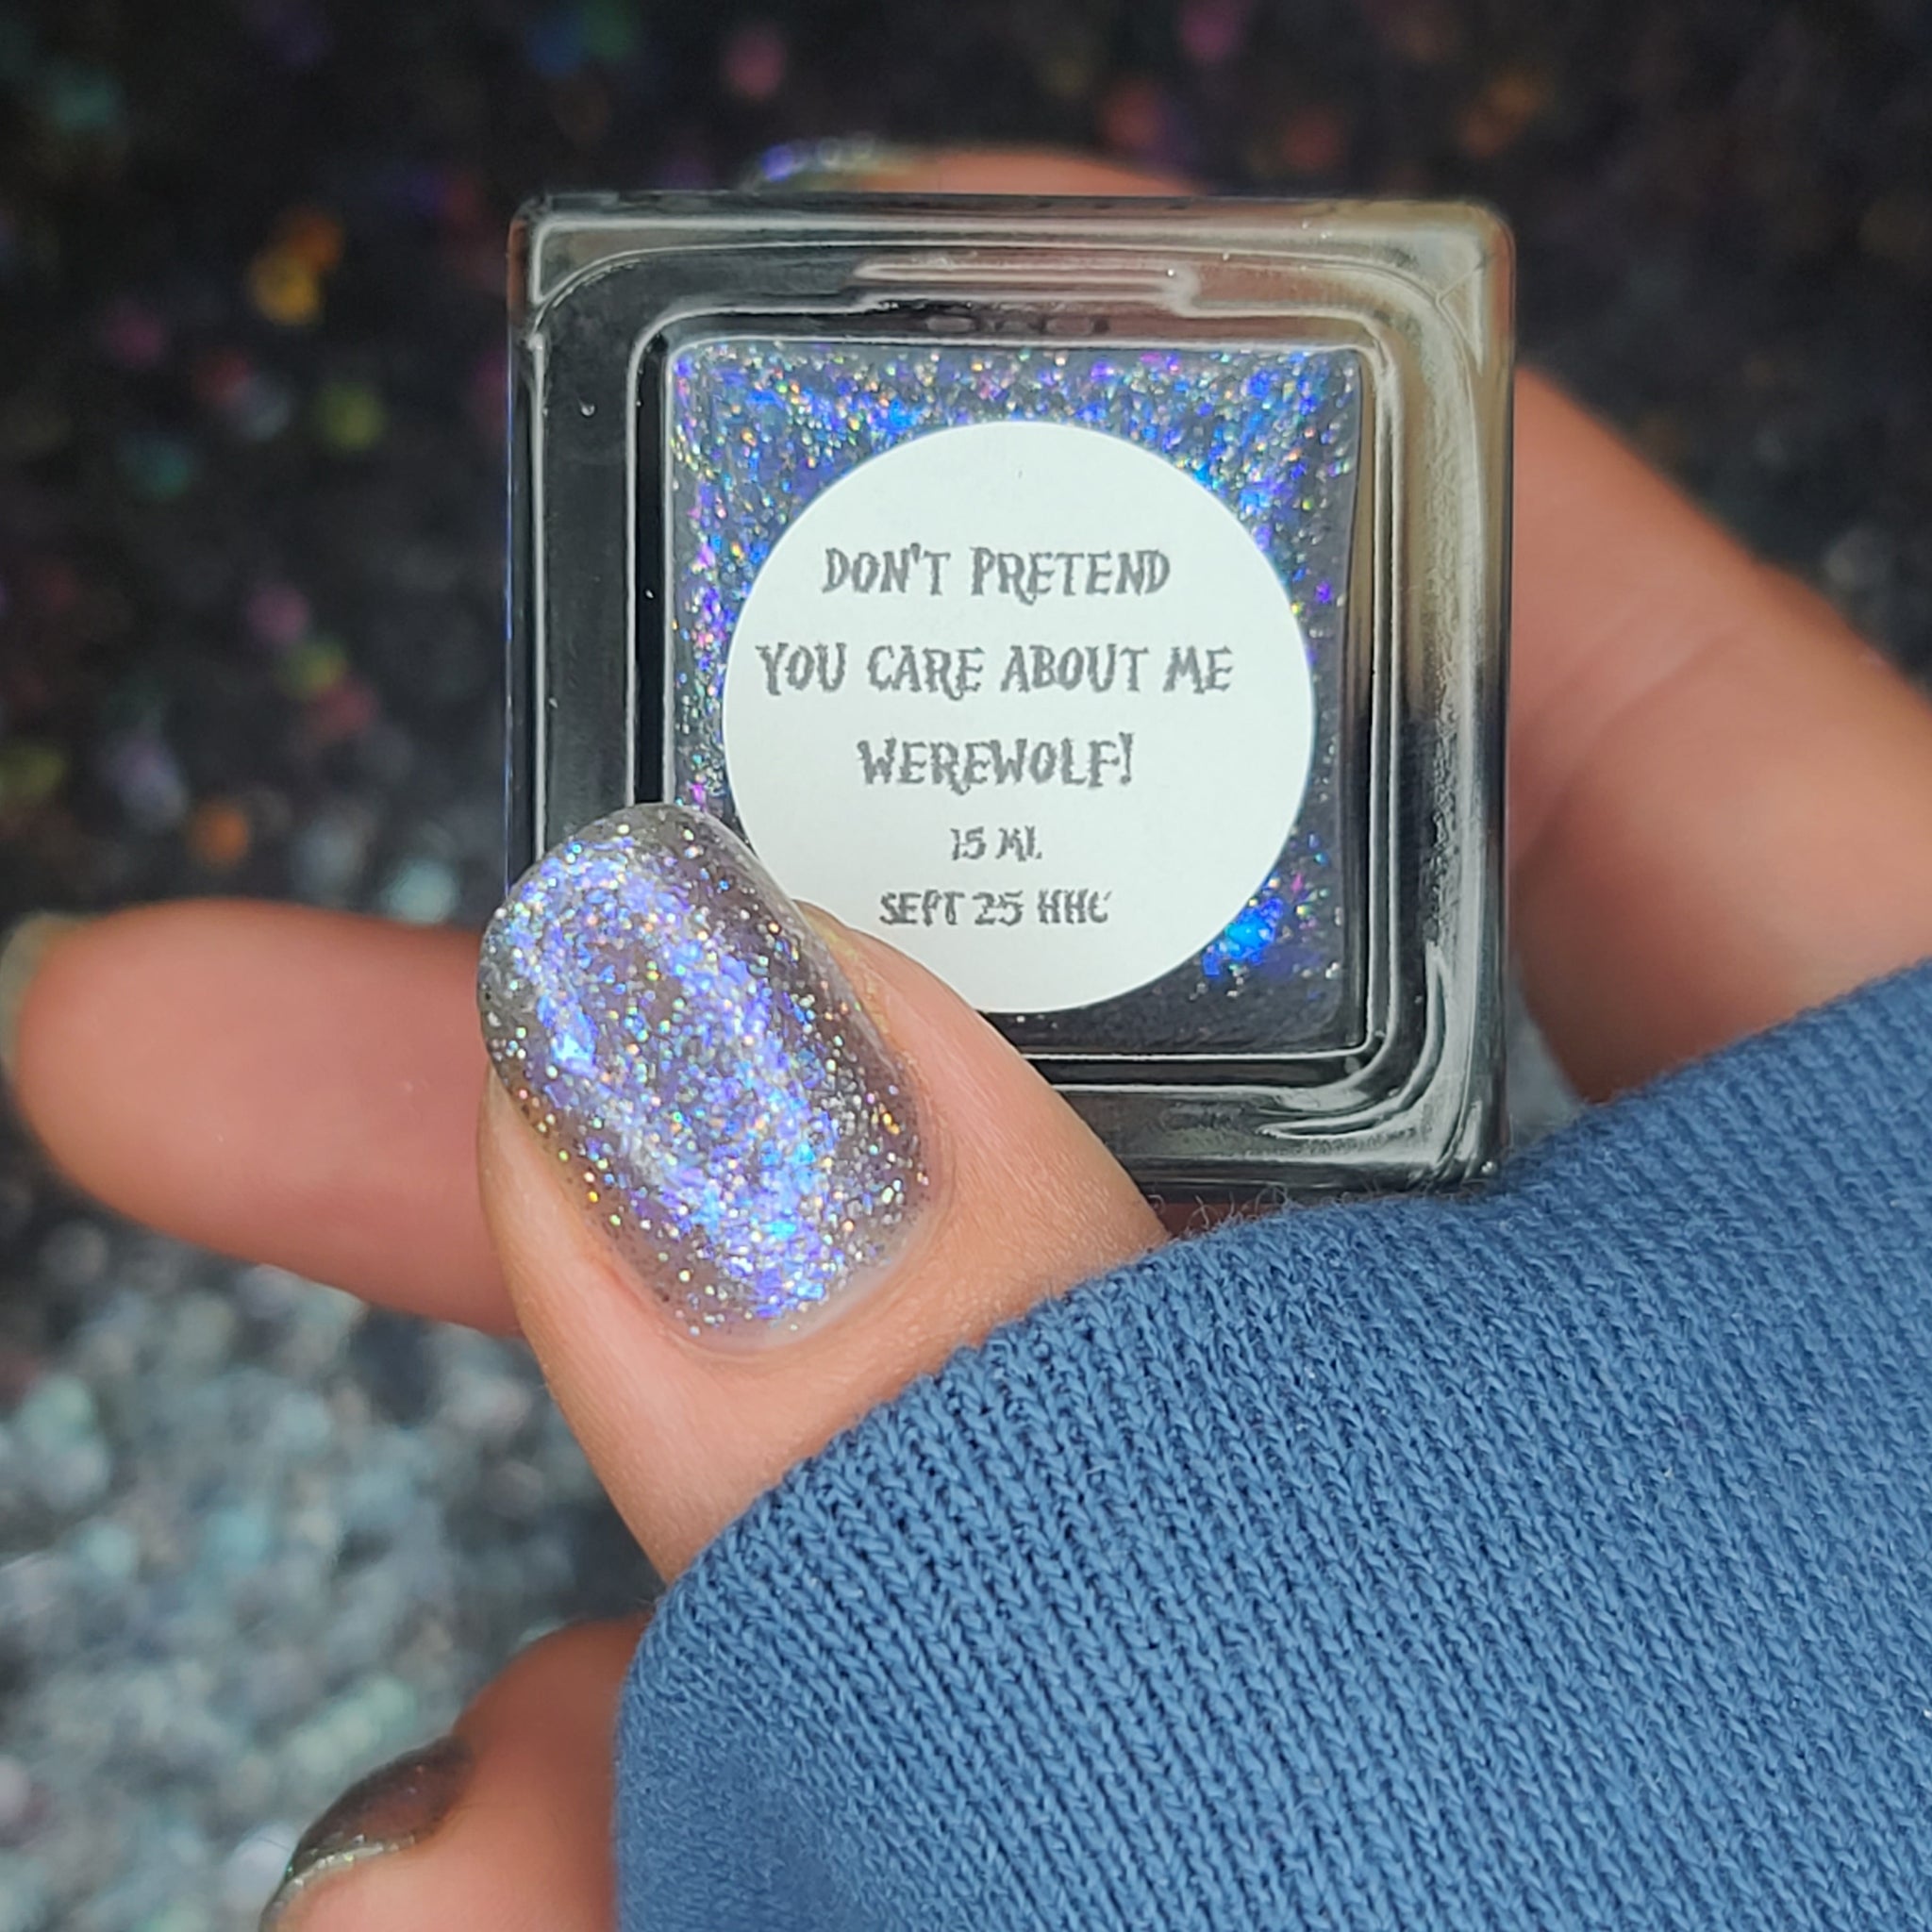 DON'T PRETEND
YOU CARE ABOUT ME
WEREWOLF!
15 ML
SEPT 25 HHC